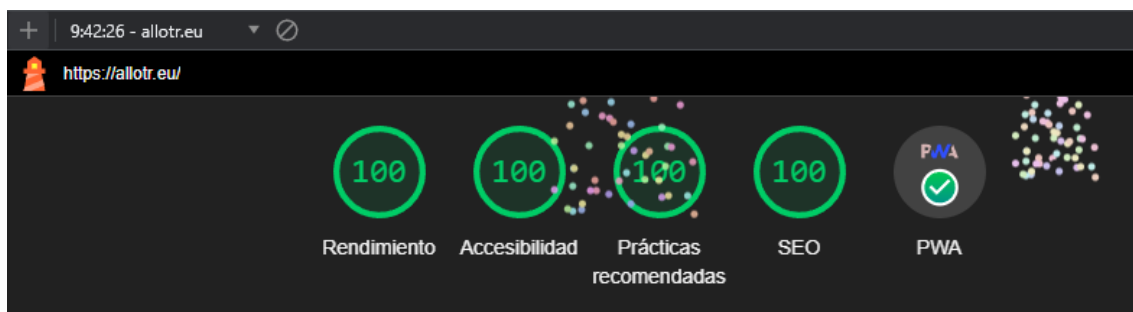 9:42:26 - allotr.eu
https://allotr.eu/
100 100 100 100 PWA
Rendimiento Accesibilidad Prácticas recomendadas SEO PWA